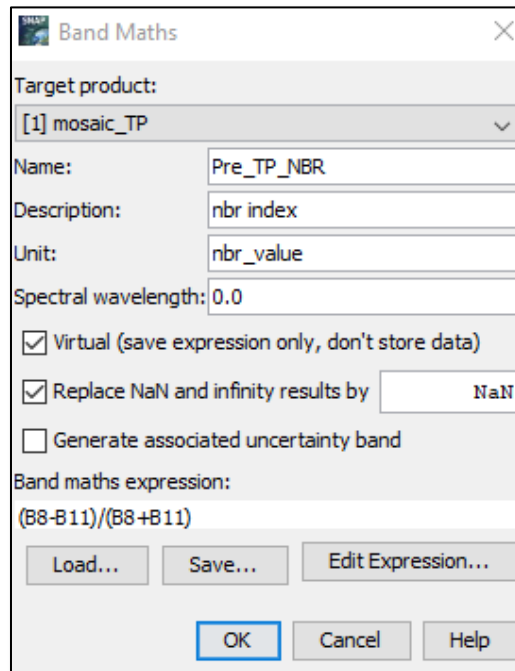 SNAP
Band Maths
Target product:
[1] mosaic_TP
Name: Pre_TP_NBR
Description: nbr index
Unit: nbr_value
Spectral wavelength: 0.0
Virtual (save expression only, don't store data)
Replace NaN and infinity results by NaN
Generate associated uncertainty band
Band maths expression:
(B8-B11)/(B8+B11)
Load... Save... Edit Expression...
OK Cancel Help